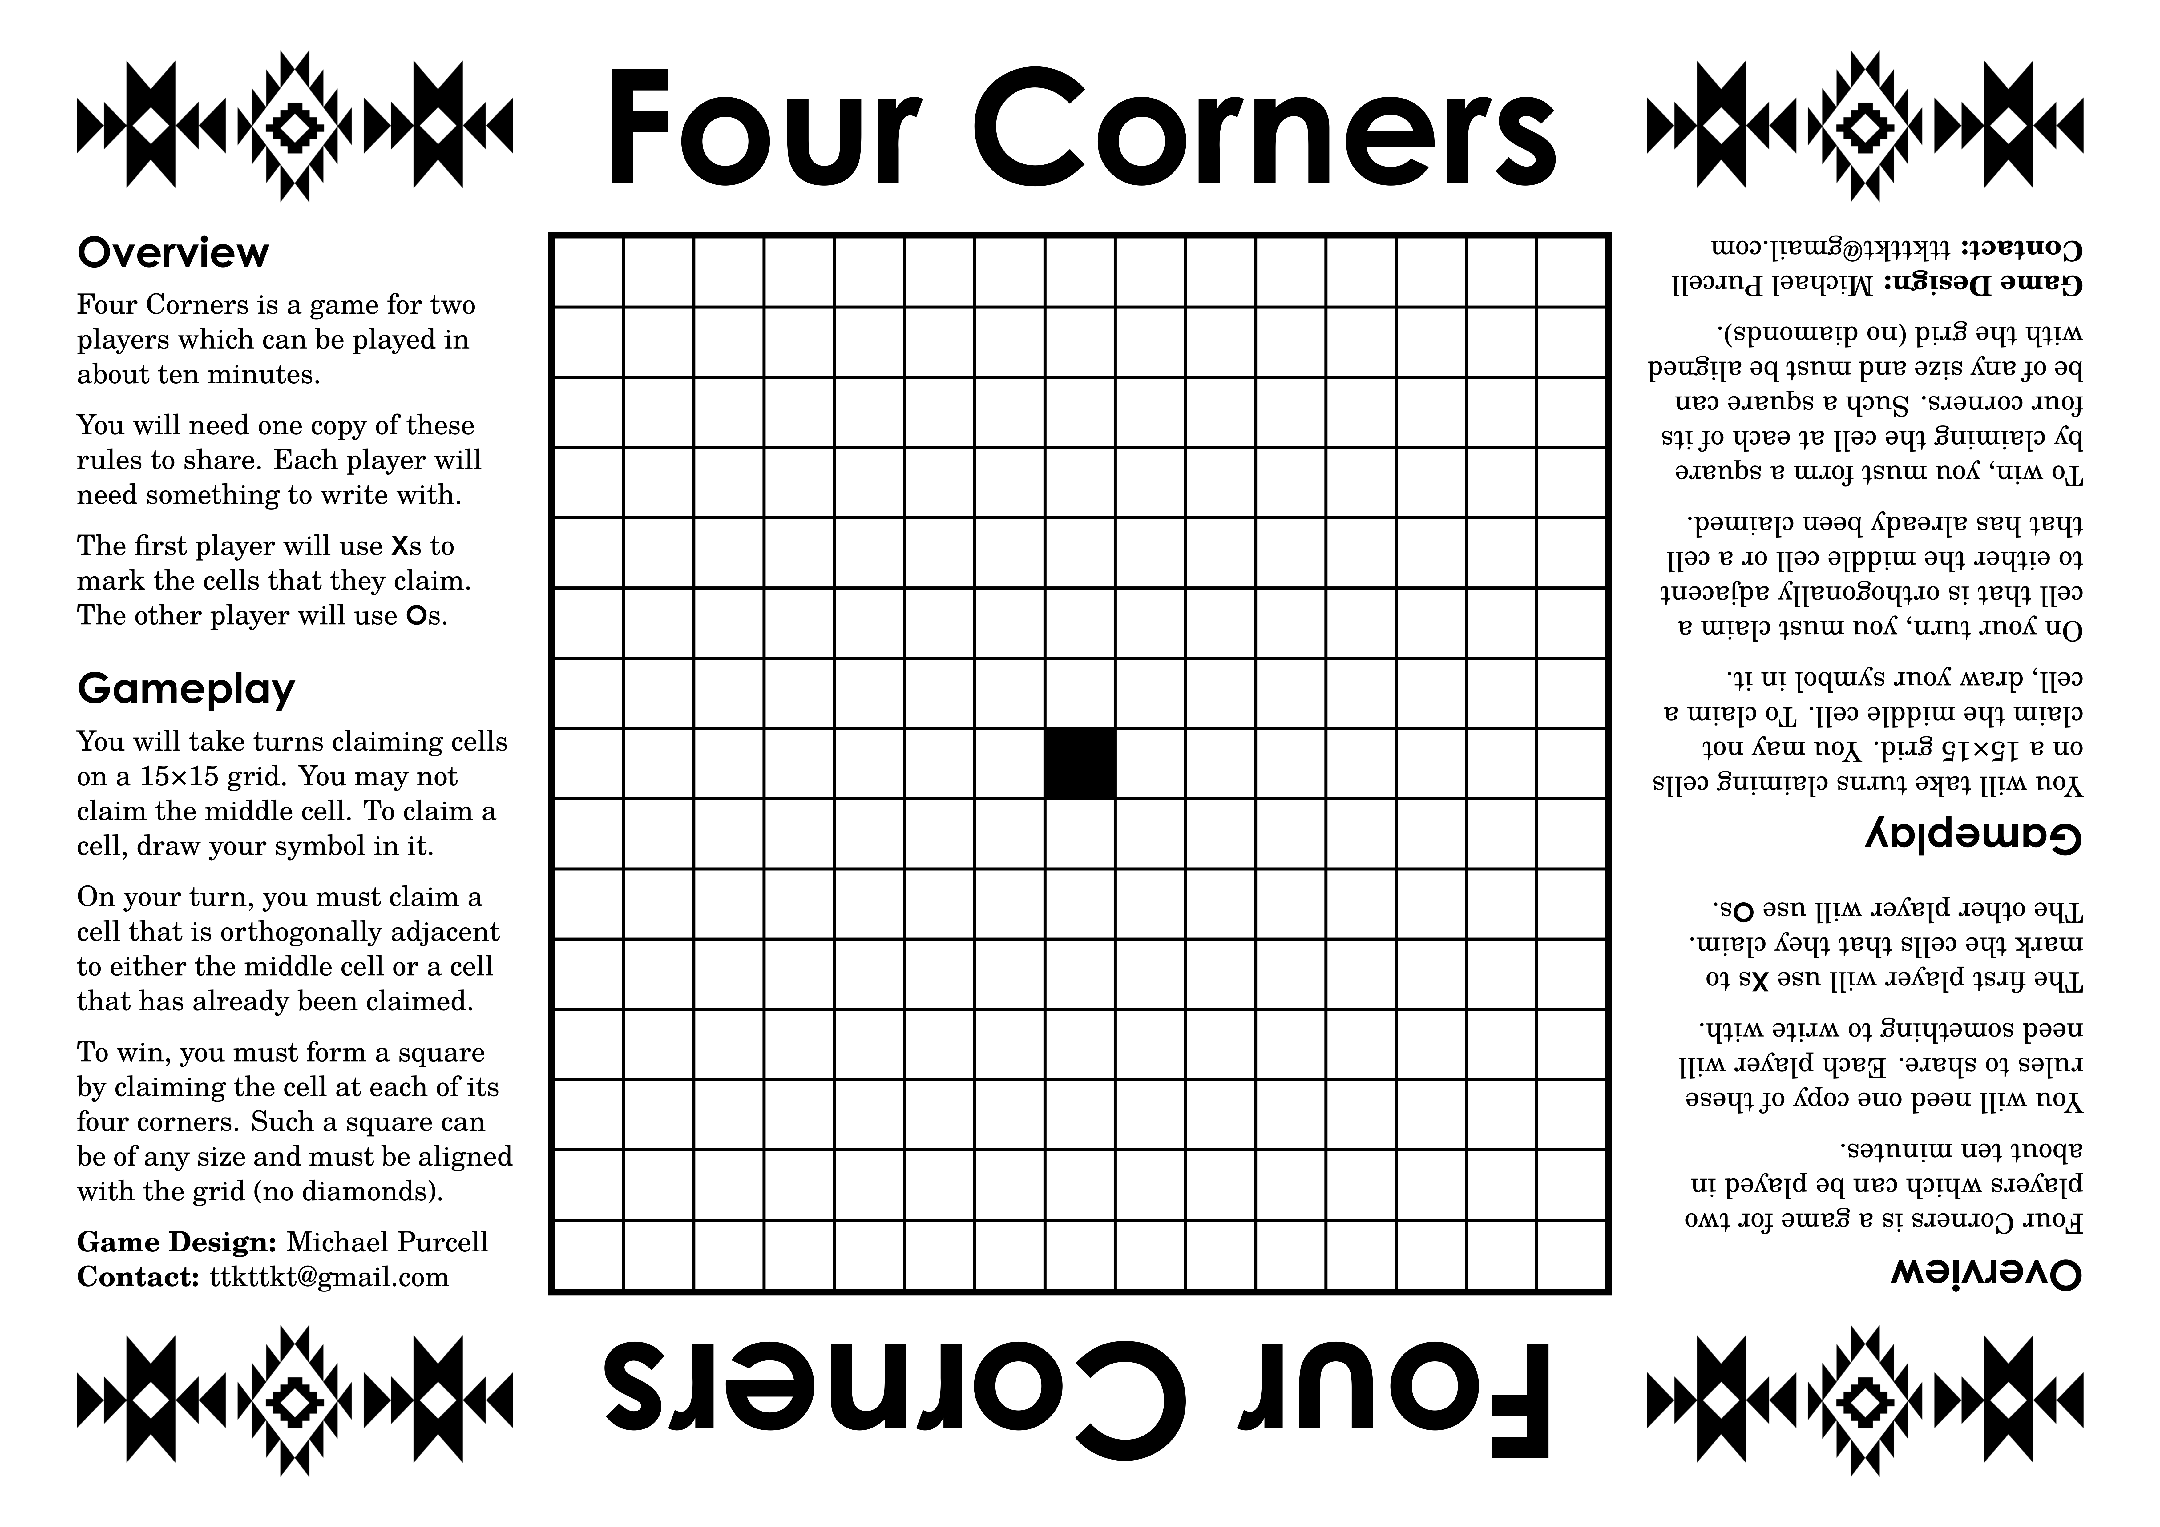 Four Corners
Overview
Four Corners is a game for two
players which can be played in
about ten minutes.
You will need one copy of these
rules to share. Each player will
need something to write with.
The first player will use Xs to
mark the cells that they claim.
The other player will use Os.
Gameplay
You will take turns claiming cells
on a 15×15 grid. You may not
claim the middle cell. To claim a
cell, draw your symbol in it.
On your turn, you must claim a
cell that is orthogonally adjacent
to either the middle cell or a cell
that has already been claimed.
To win, you must form a square
by claiming the cell at each of its
four corners. Such a square can
be of any size and must be aligned
with the grid (no diamonds).
Game Design: Michael Purcell
Contact: ttkttkt@gmail.com
Four Corners
Overview
Four Corners is a game for two
players which can be played in
about ten minutes.
You will need one copy of these
rules to share. Each player will
need something to write with.
The first player will use Xs to
mark the cells that they claim.
The other player will use Os.
Gameplay
You will take turns claiming cells
on a 15×15 grid. You may not
claim the middle cell. To claim a
cell, draw your symbol in it.
On your turn, you must claim a
cell that is orthogonally adjacent
to either the middle cell or a cell
that has already been claimed.
To win, you must form a square
by claiming the cell at each of its
four corners. Such a square can
be of any size and must be aligned
with the grid (no diamonds).
Game Design: Michael Purcell
Contact: ttkttkt@gmail.com